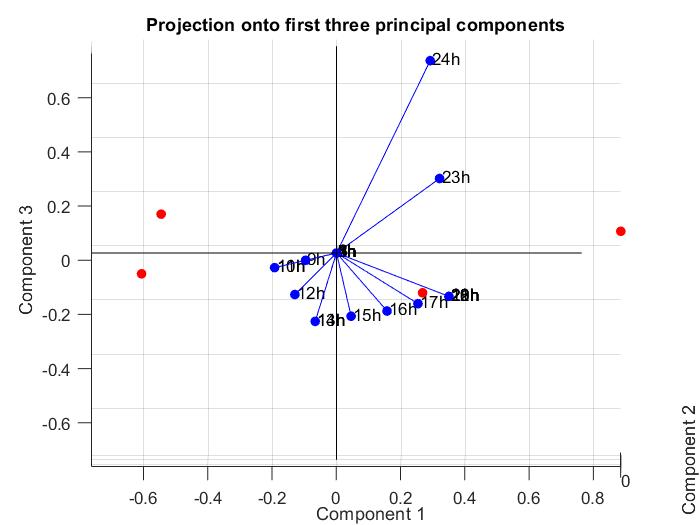 Projection onto first three principal components
24h
0.6
0.4
23h
0.2
Component 3
0
9h
12h
17h
16h
15h
-0.2
-0.4
-0.6
Component 2
0
-0.6
-0.4
-0.2
0
0.2
0.4
0.6
0.8
Component 1